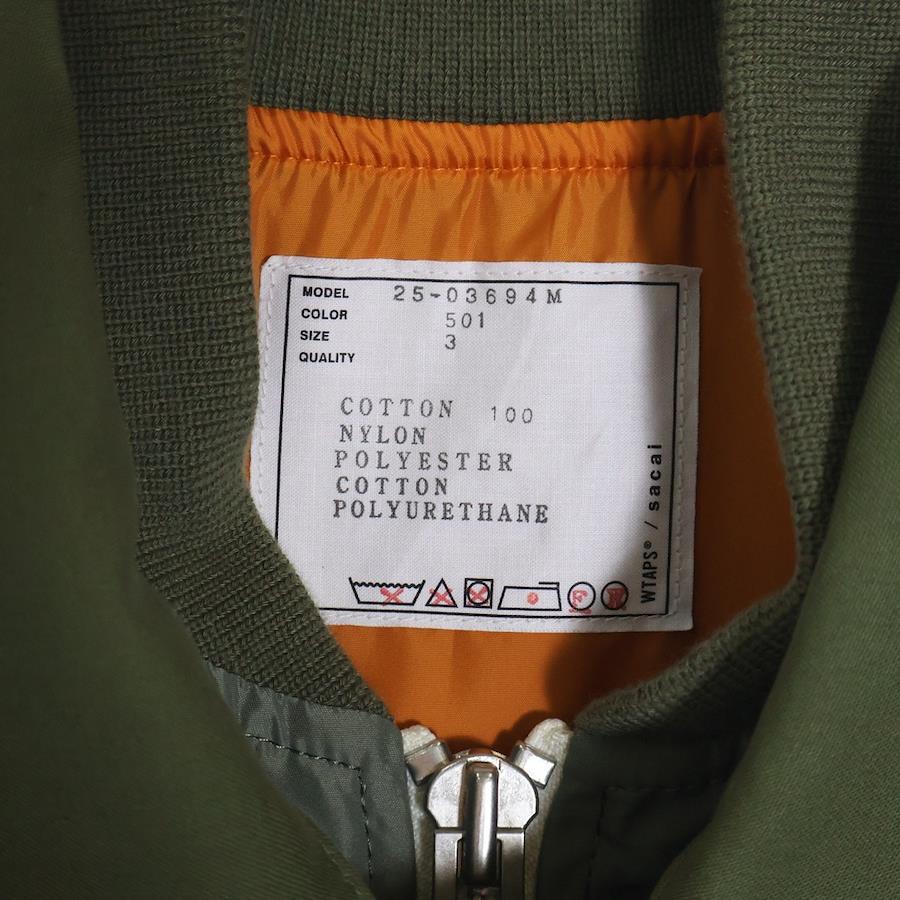 MODEL 25-03694M
COLOR 501
SIZE 3
QUALITY
COTTON 100
NYLON
POLYESTER
COTTON
POLYURETHANE
WTAPS® / sacai
F